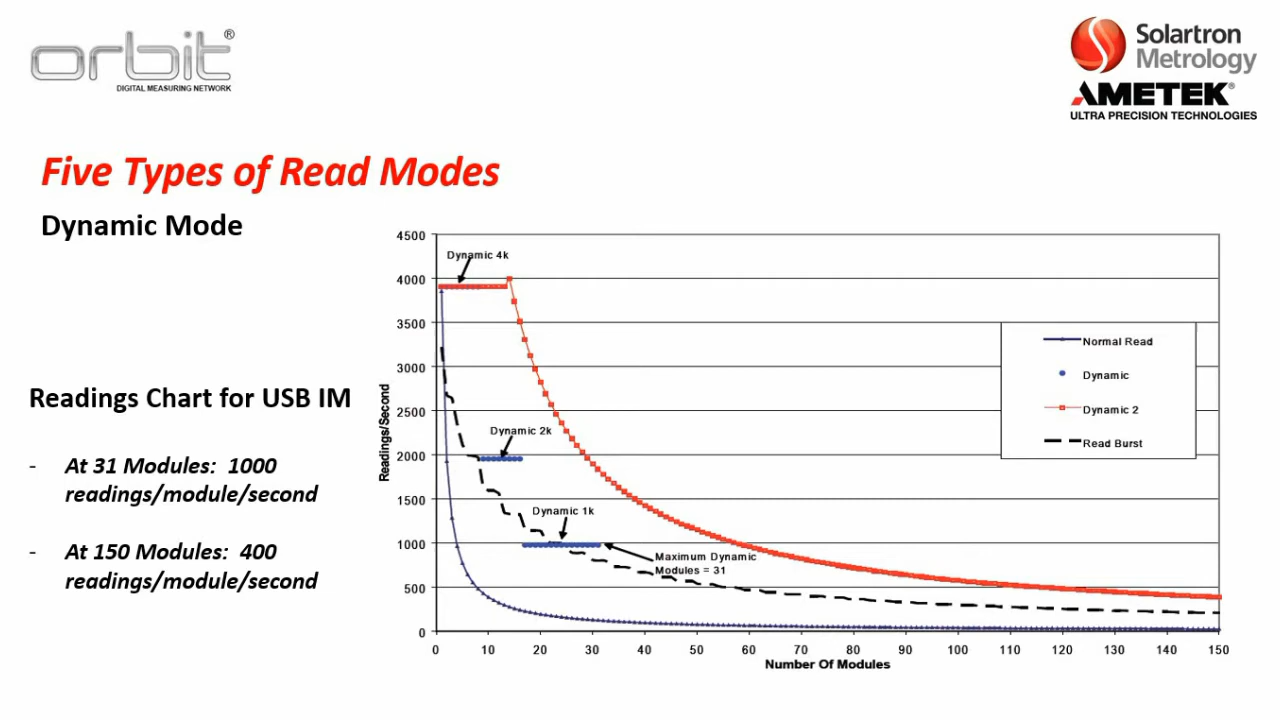 orbit®
DIGITAL MEASURING NETWORK
Solartron
Metrology
AMETEK®
ULTRA PRECISION TECHNOLOGIES
Five Types of Read Modes
Dynamic Mode
Readings Chart for USB IM
- At 31 Modules: 1000
readings/module/second
- At 150 Modules: 400
readings/module/second
Readings/Second
4500
4000
3500
3000
2500
2000
1500
1000
500
0
Dynamic 4k
Dynamic 2k
Dynamic 1k
Maximum Dynamic
Modules = 31
Normal Read
Dynamic
Dynamic 2
Read Burst
0 10 20 30 40 50 60 70 80 90 100 110 120 130 140 150
Number Of Modules